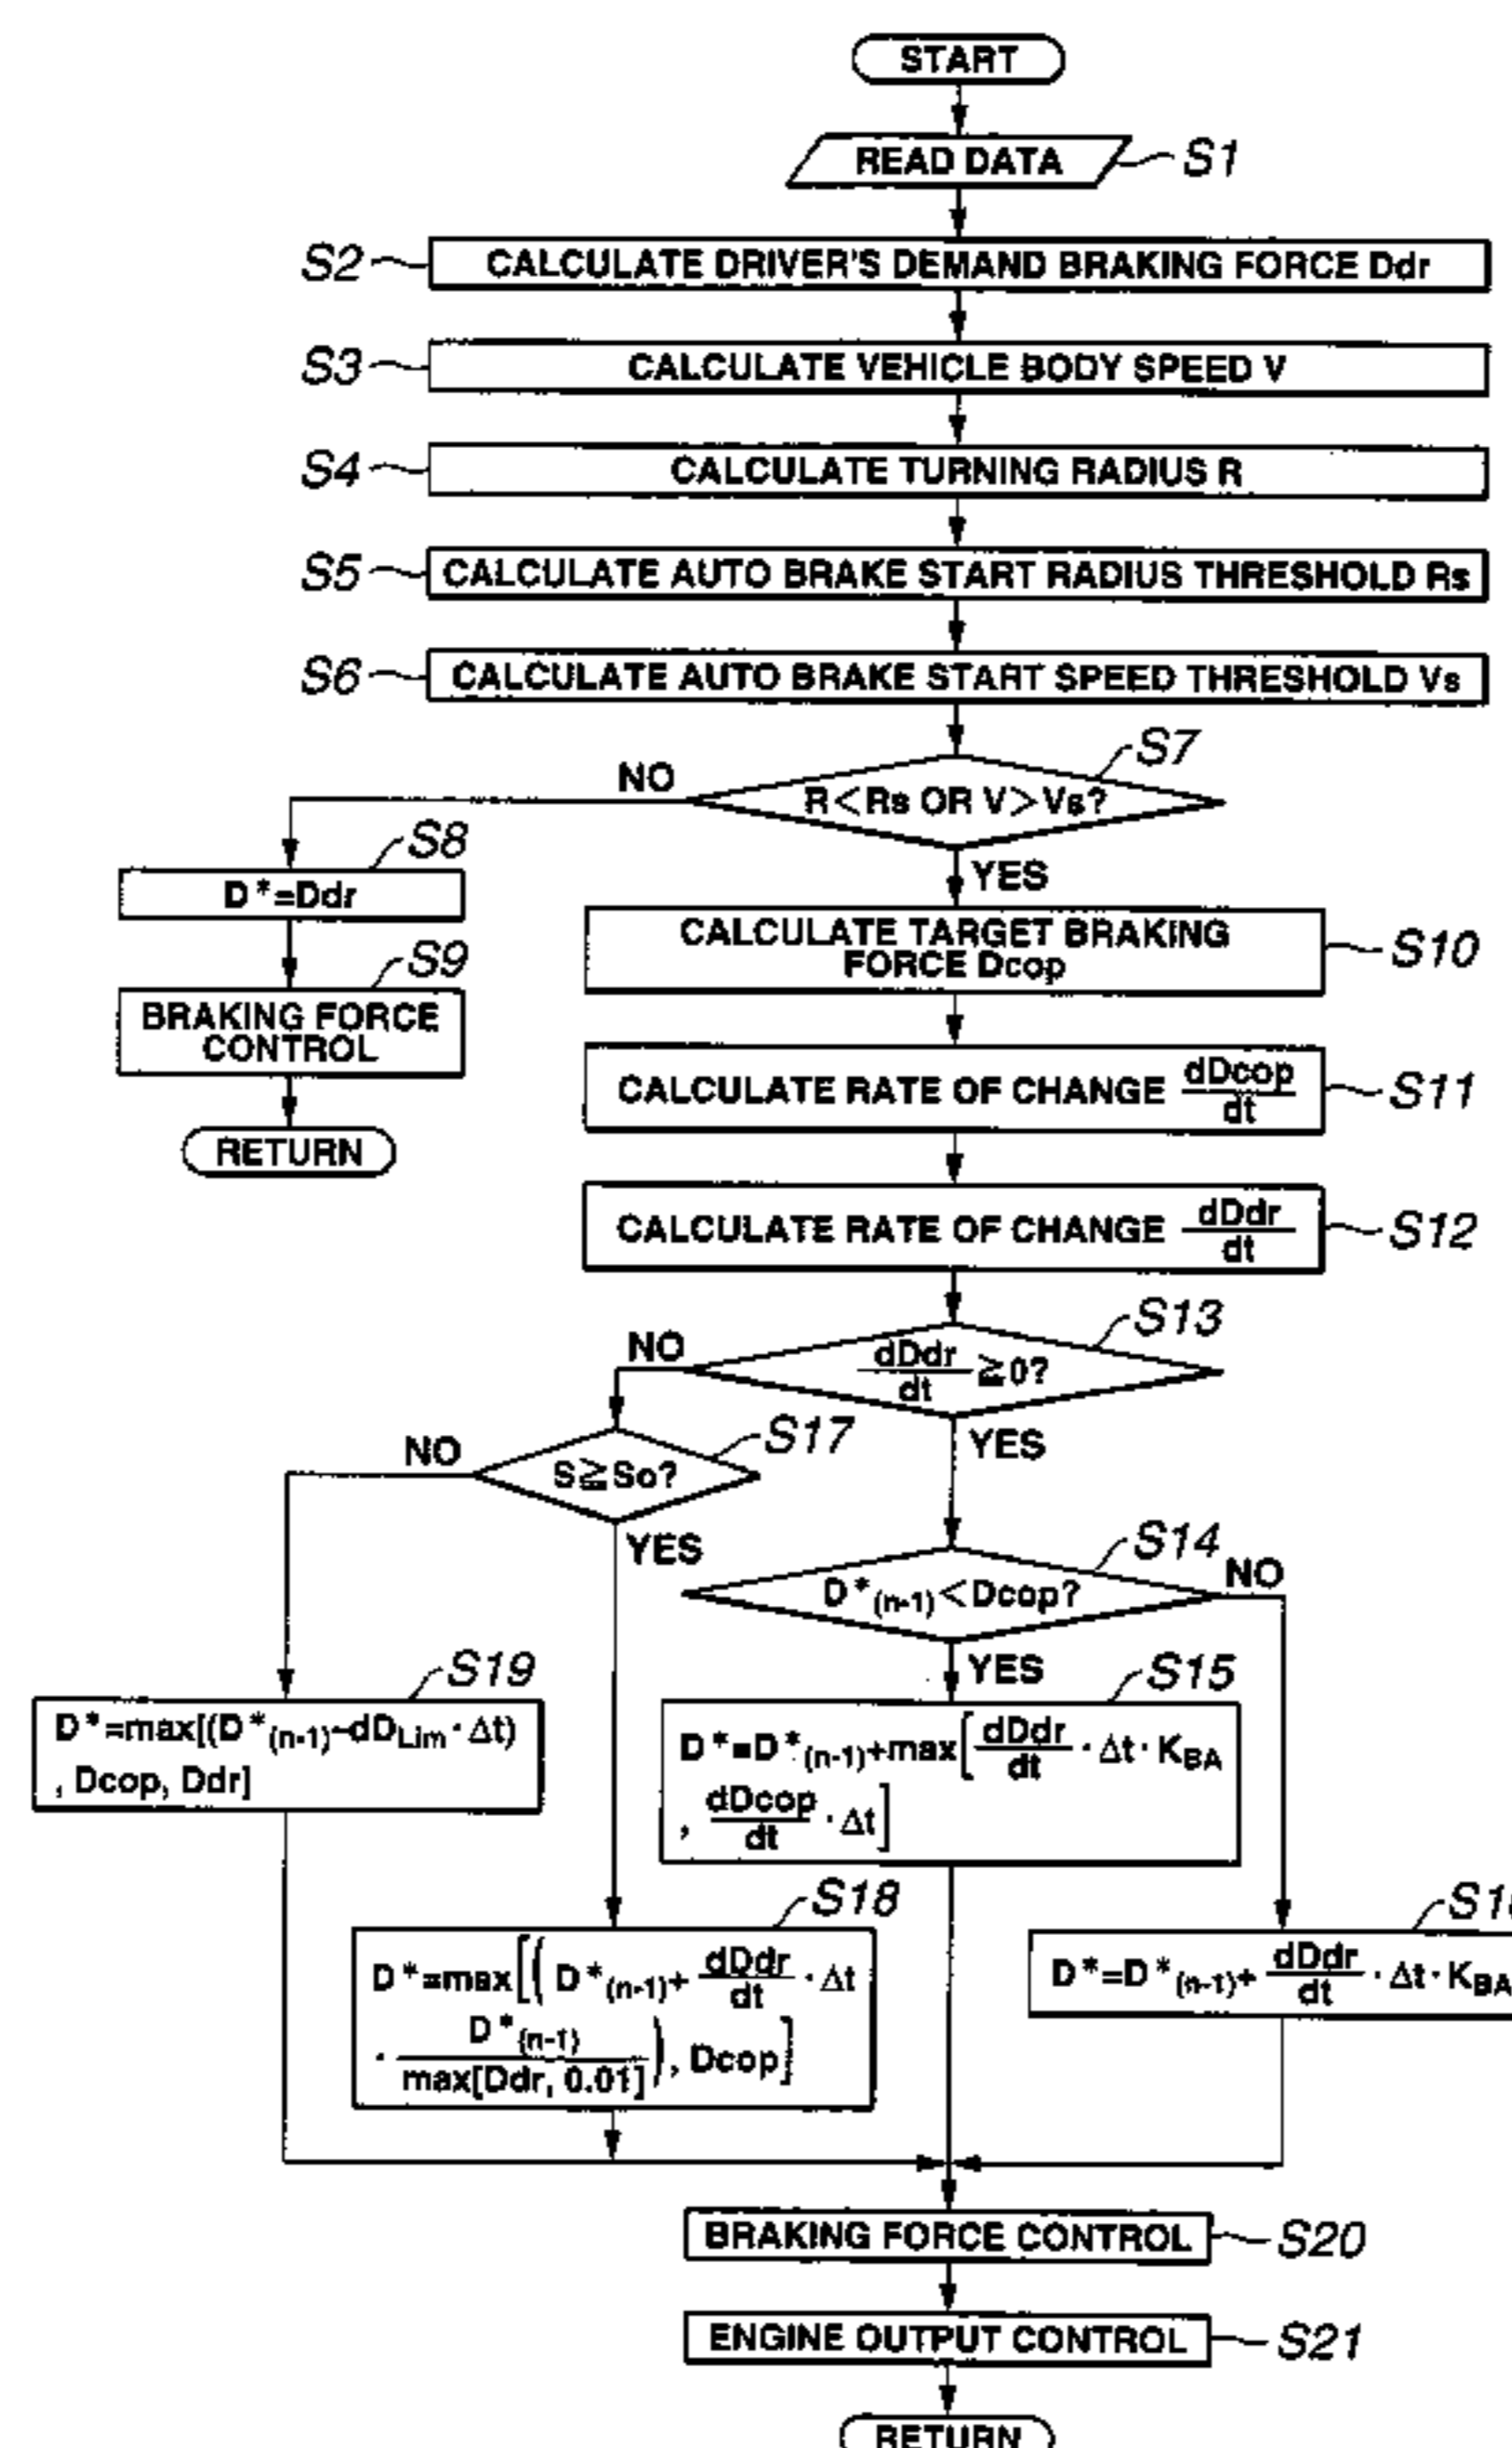 START
READ DATA
S1
S2
CALCULATE DRIVER'S DEMAND BRAKING FORCE Ddr
S3
CALCULATE VEHICLE BODY SPEED V
S4
CALCULATE TURNING RADIUS R
S5
CALCULATE AUTO BRAKE START RADIUS THRESHOLD Rs
S6
CALCULATE AUTO BRAKE START SPEED THRESHOLD Vs
S7
NO
R<Rs OR V>Vs?
YES
S8
D*=Ddr
S9
BRAKING FORCE
CONTROL
RETURN
CALCULATE TARGET BRAKING
FORCE Dcop
S10
CALCULATE RATE OF CHANGE dDcop/dt
S11
CALCULATE RATE OF CHANGE dDdr/dt
S12
S13
NO
dDdr/dt ≧0?
YES
S17
NO
S≧So?
YES
S14
NO
D*(n-1)<Dcop?
YES
S19
D*=max[(D*(n-1)-dDLim·Δt)
, Dcop, Ddr]
S15
D*=D*(n-1)+max[dDdr/dt·Δt·KBA
, dDcop/dt·Δt]
S18
D*=max[(D*(n-1)+dDdr/dt·Δt
·D*(n-1)/max[Ddr, 0.01]), Dcop]
D*=D*(n-1)+dDdr/dt·Δt·KBA
BRAKING FORCE CONTROL
S20
ENGINE OUTPUT CONTROL
S21
RETURN